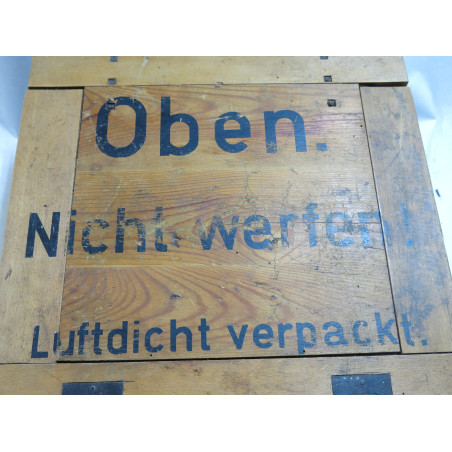 Oben.
Nicht werfen!
Luftdicht verpackt.